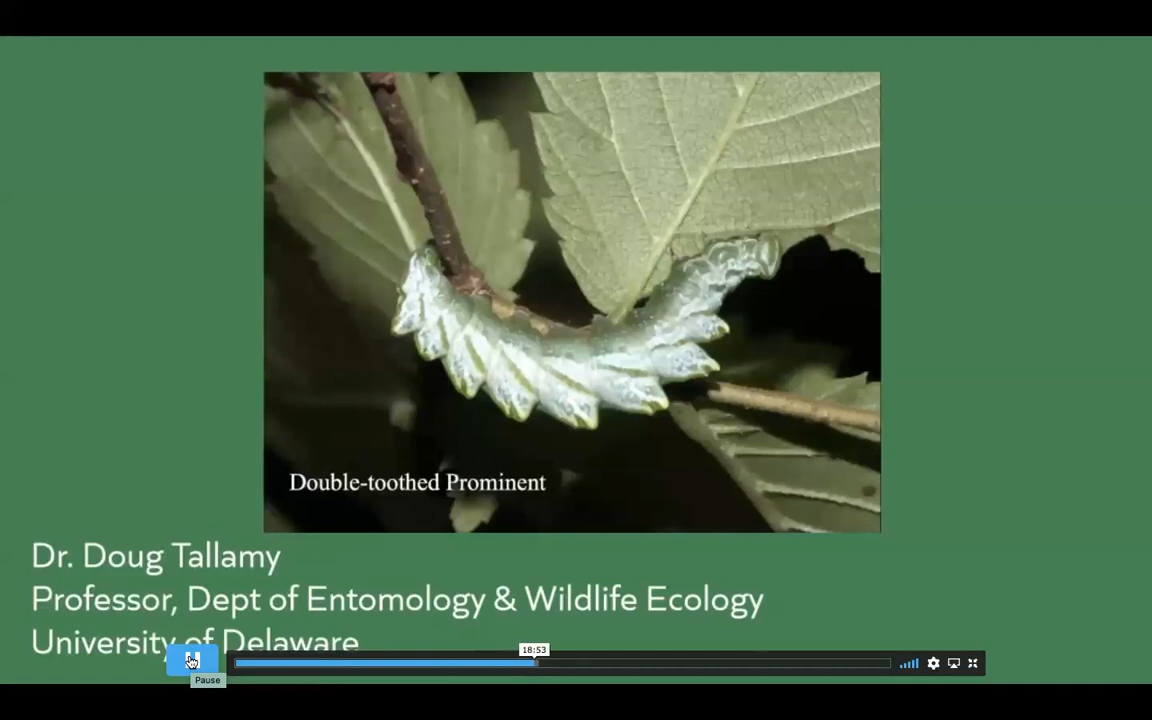 Double-toothed Prominent
Dr. Doug Tallamy
Professor, Dept of Entomology & Wildlife Ecology
University of Delaware
18:53
Pause